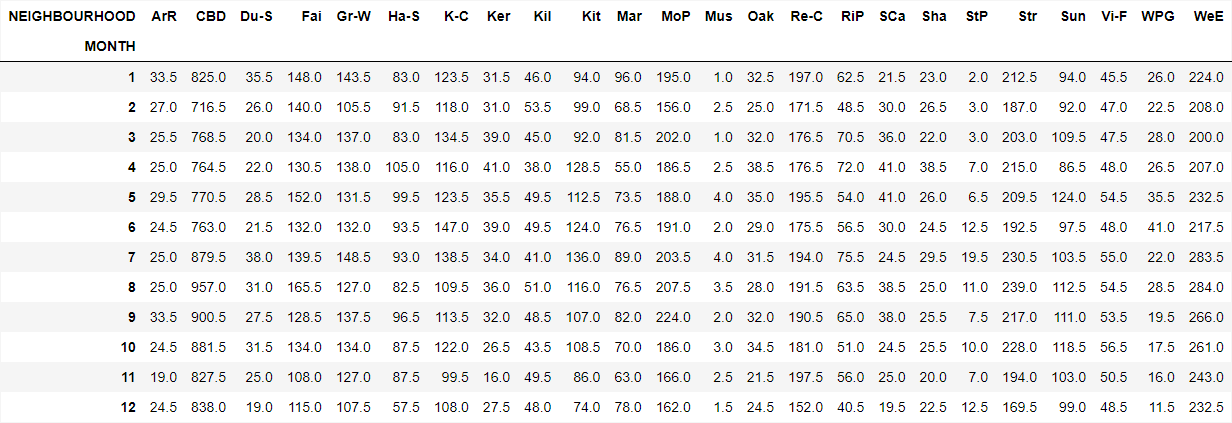 NEIGHBOURHOOD ArR CBD Du-S Fai Gr-W Ha-S K-C Ker Kil Kit Mar MoP Mus Oak Re-C RiP SCa Sha StP Str Sun Vi-F WPG WeE
MONTH
1 33.5 825.0 35.5 148.0 143.5 83.0 123.5 31.5 46.0 94.0 96.0 195.0 1.0 32.5 197.0 62.5 21.5 23.0 2.0 212.5 94.0 45.5 26.0 224.0
2 27.0 716.5 26.0 140.0 105.5 91.5 118.0 31.0 53.5 99.0 68.5 156.0 2.5 25.0 171.5 48.5 30.0 26.5 3.0 187.0 92.0 47.0 22.5 208.0
3 25.5 768.5 20.0 134.0 137.0 83.0 134.5 39.0 45.0 92.0 81.5 202.0 1.0 32.0 176.5 70.5 36.0 22.0 3.0 203.0 109.5 47.5 28.0 200.0
4 25.0 764.5 22.0 130.5 138.0 105.0 116.0 41.0 38.0 128.5 55.0 186.5 2.5 38.5 176.5 72.0 41.0 38.5 7.0 215.0 86.5 48.0 26.5 207.0
5 29.5 770.5 28.5 152.0 131.5 99.5 123.5 35.5 49.5 112.5 73.5 188.0 4.0 35.0 195.5 54.0 41.0 26.0 6.5 209.5 124.0 54.5 35.5 232.5
6 24.5 763.0 21.5 132.0 132.0 93.5 147.0 39.0 49.5 124.0 76.5 191.0 2.0 29.0 175.5 56.5 30.0 24.5 12.5 192.5 97.5 48.0 41.0 217.5
7 25.0 879.5 38.0 139.5 148.5 93.0 138.5 34.0 41.0 136.0 89.0 203.5 4.0 31.5 194.0 75.5 24.5 29.5 19.5 230.5 103.5 55.0 22.0 283.5
8 25.0 957.0 31.0 165.5 127.0 82.5 109.5 36.0 51.0 116.0 76.5 207.5 3.5 28.0 191.5 63.5 38.5 25.0 11.0 239.0 112.5 54.5 28.5 284.0
9 33.5 900.5 27.5 128.5 137.5 96.5 113.5 32.0 48.5 107.0 82.0 224.0 2.0 32.0 190.5 65.0 38.0 25.5 7.5 217.0 111.0 53.5 19.5 266.0
10 24.5 881.5 31.5 134.0 134.0 87.5 122.0 26.5 43.5 108.5 70.0 186.0 3.0 34.5 181.0 51.0 24.5 25.5 10.0 228.0 118.5 56.5 17.5 261.0
11 19.0 827.5 25.0 108.0 127.0 87.5 99.5 16.0 49.5 86.0 63.0 166.0 2.5 21.5 197.5 56.0 25.0 20.0 7.0 194.0 103.0 50.5 16.0 243.0
12 24.5 838.0 19.0 115.0 107.5 57.5 108.0 27.5 48.0 74.0 78.0 162.0 1.5 24.5 152.0 40.5 19.5 22.5 12.5 169.5 99.0 48.5 11.5 232.5